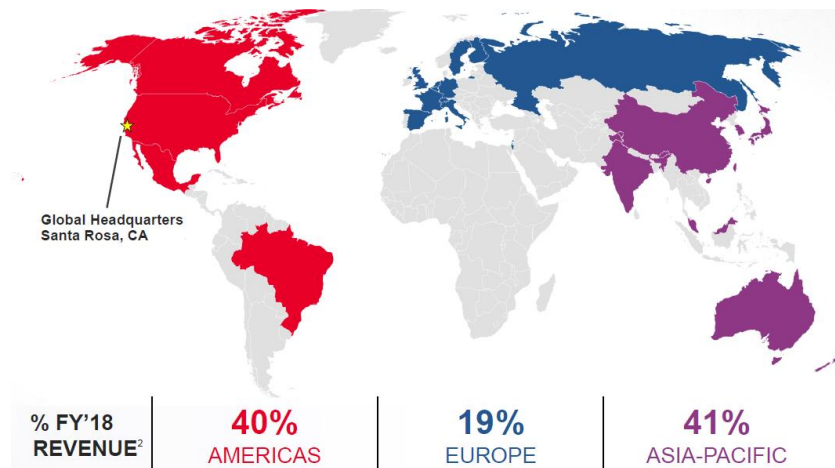 Global Headquarters
Santa Rosa, CA
% FY'18
REVENUE²
40%
AMERICAS
19%
EUROPE
41%
ASIA-PACIFIC